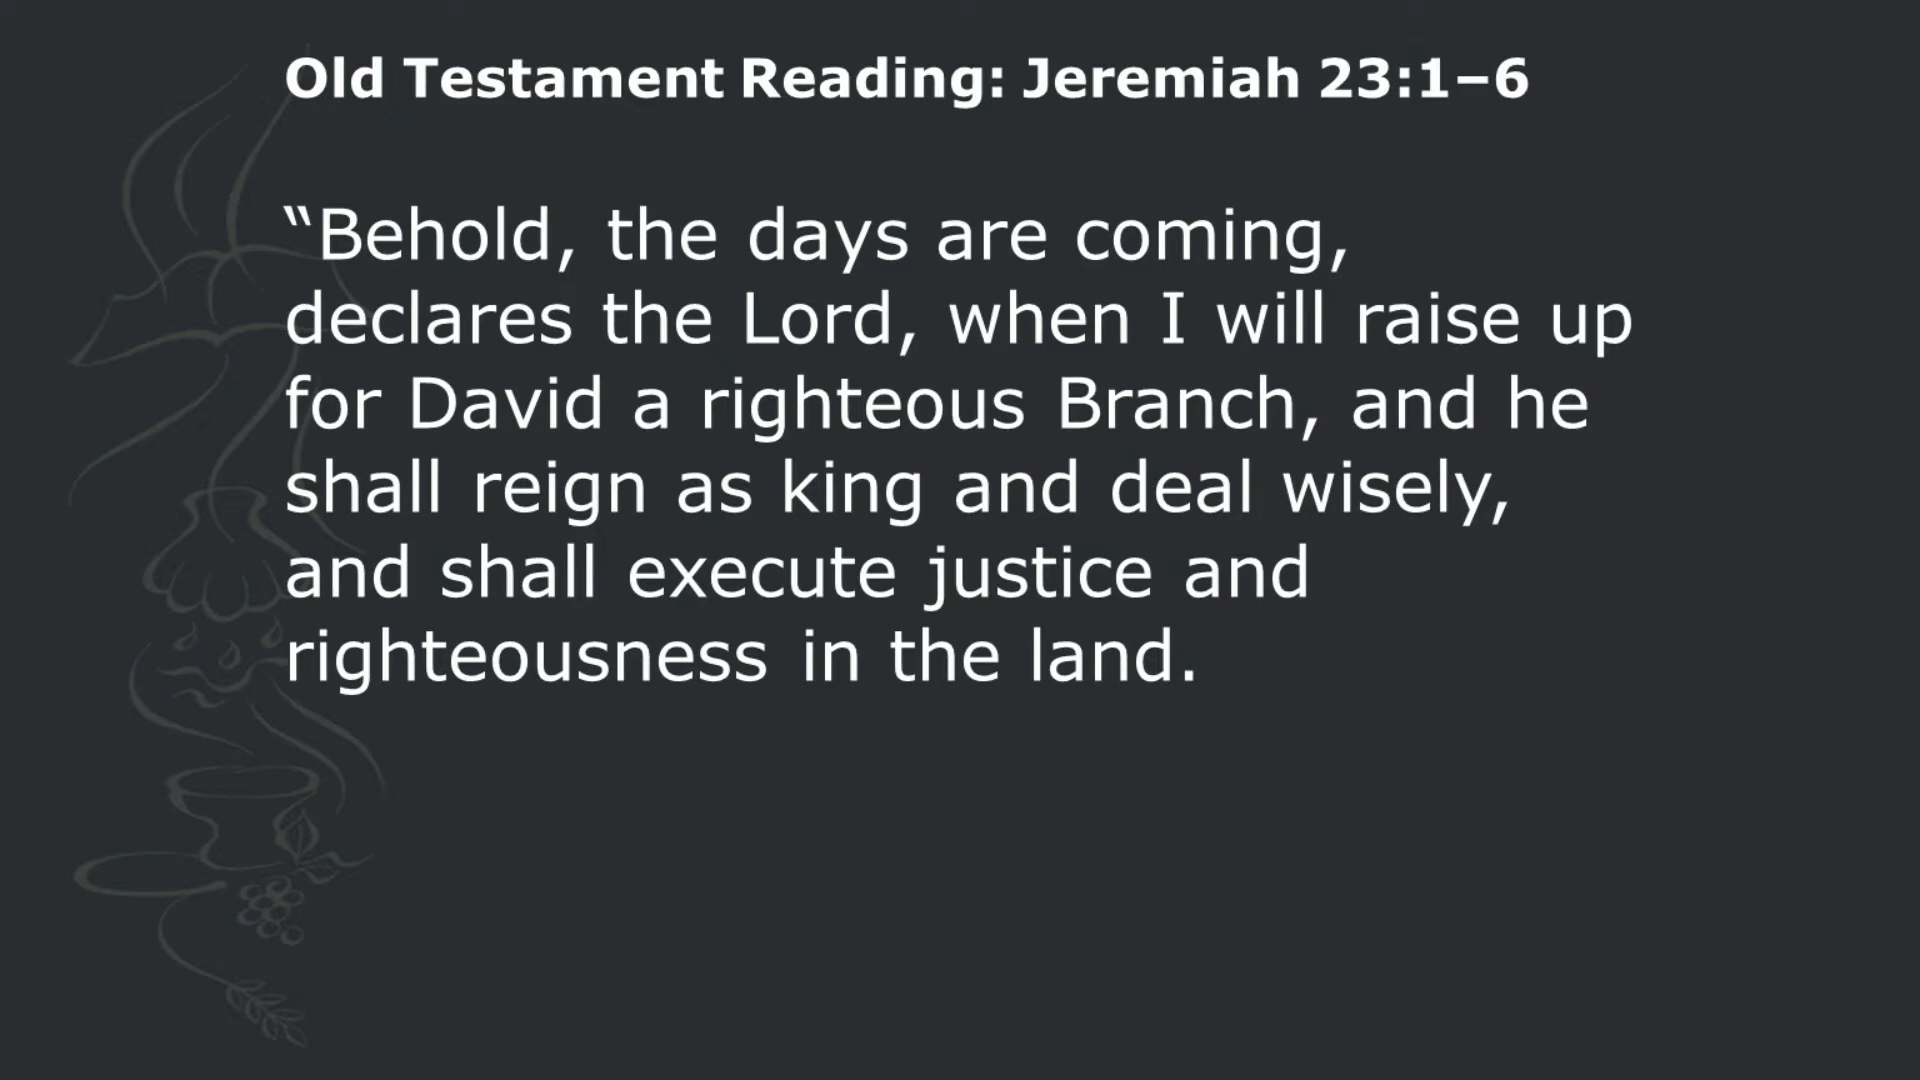 Old Testament Reading: Jeremiah 23:1–6
“Behold, the days are coming,
declares the Lord, when I will raise up
for David a righteous Branch, and he
shall reign as king and deal wisely,
and shall execute justice and
righteousness in the land.